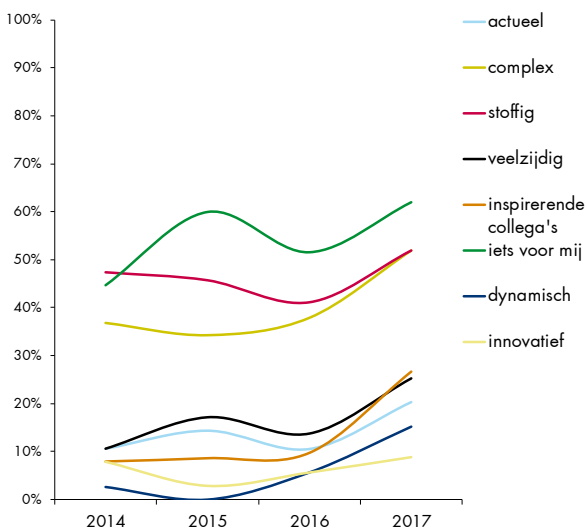 100%
90%
80%
70%
60%
50%
40%
30%
20%
10%
0%
2014
2015
2016
2017
actueel
complex
stoffig
veelzijdig
inspirerende
collega's
iets voor mij
dynamisch
innovatief